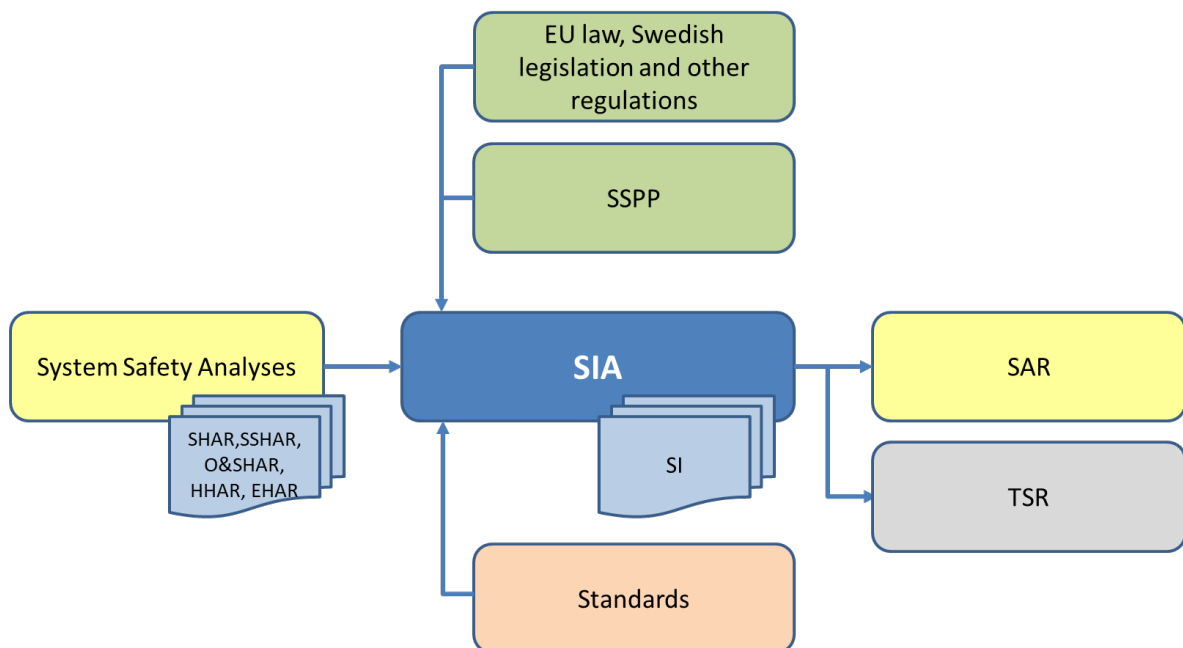 EU law, Swedish
legislation and other
regulations
SSPP
System Safety Analyses
SIA
SAR
SHAR,SSHAR,
O&SHAR,
HHAR, EHAR
SI
TSR
Standards